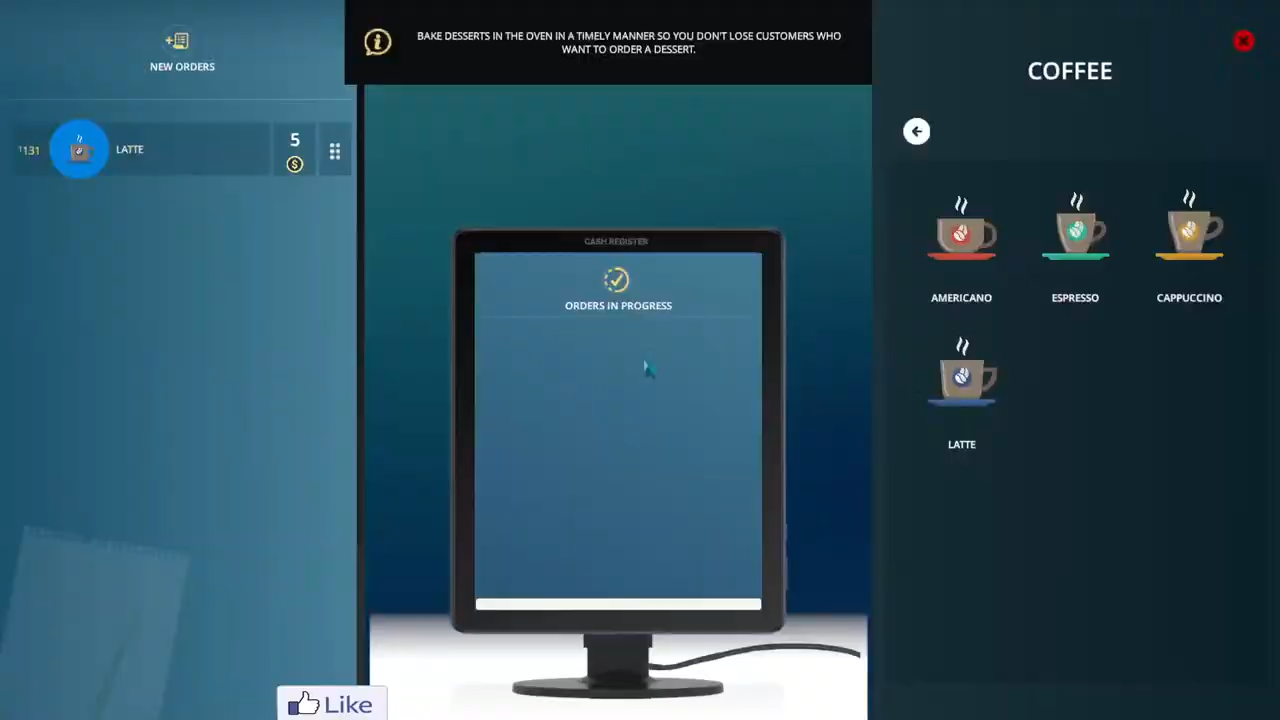 NEW ORDERS
BAKE DESSERTS IN THE OVEN IN A TIMELY MANNER SO YOU DON'T LOSE CUSTOMERS WHO
WANT TO ORDER A DESSERT.
COFFEE
131
LATTE
5
CASH REGISTER
ORDERS IN PROGRESS
AMERICANO
ESPRESSO
CAPPUCCINO
LATTE
Like